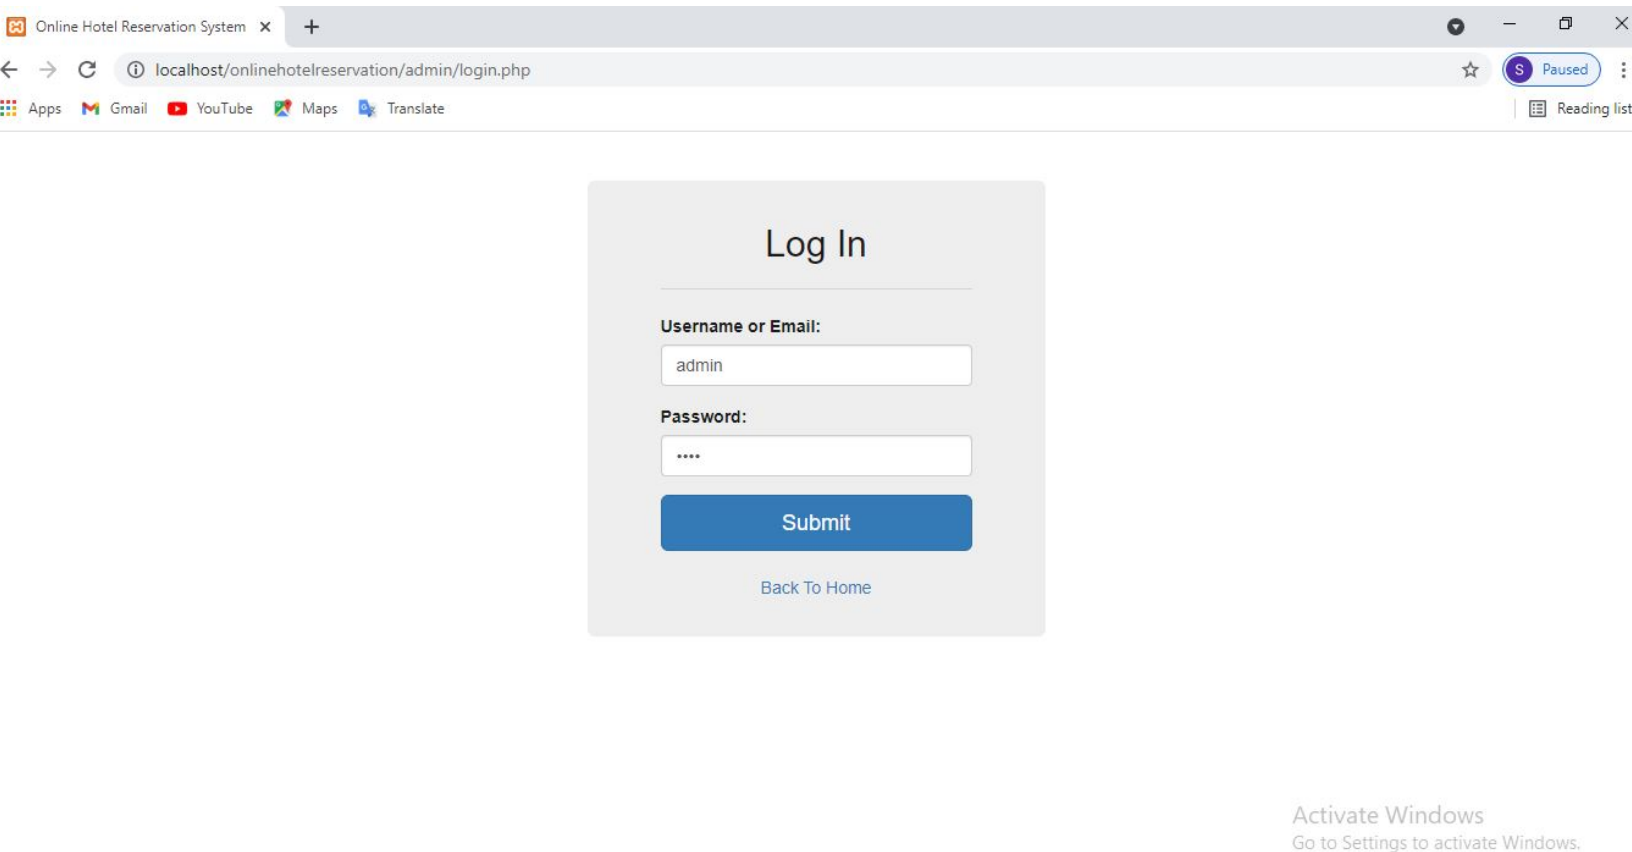 Online Hotel Reservation System
localhost/onlinehotelreservation/admin/login.php
S Paused
Apps Gmail YouTube Maps Translate Reading list
Log In
Username or Email:
admin
Password:
••••
Submit
Back To Home
Activate Windows
Go to Settings to activate Windows.